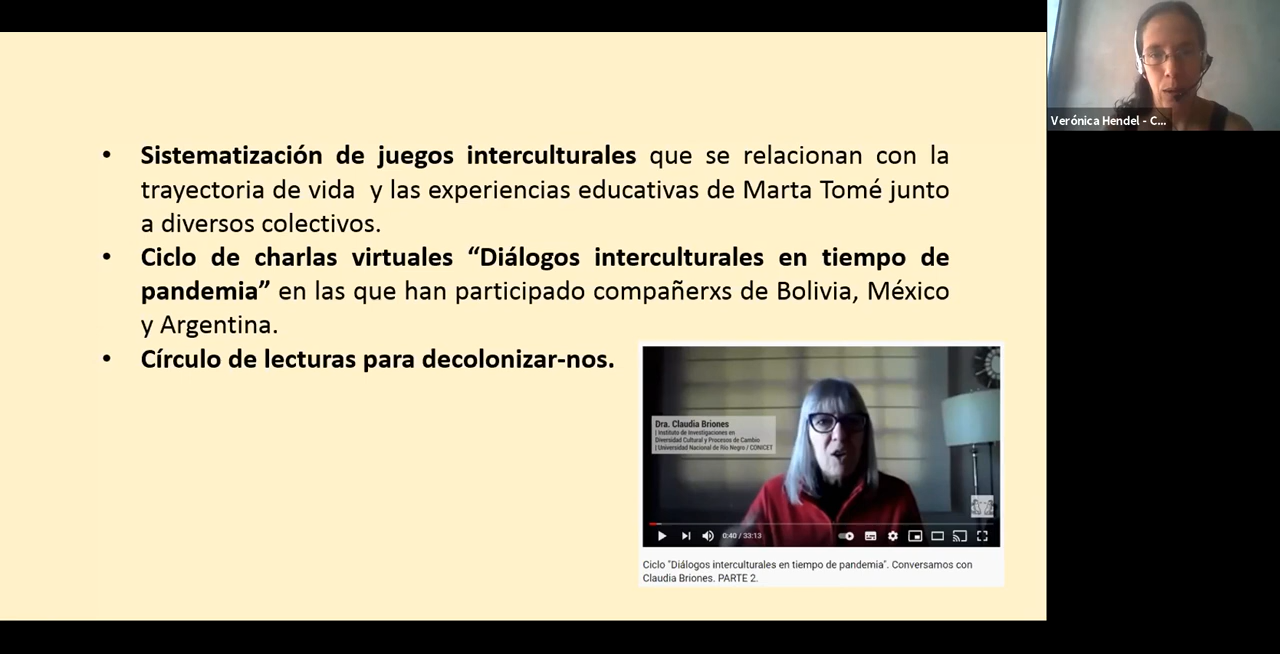 • Sistematización de juegos interculturales que se relacionan con la
trayectoria de vida y las experiencias educativas de Marta Tomé junto
a diversos colectivos.
• Ciclo de charlas virtuales “Diálogos interculturales en tiempo de
pandemia” en las que han participado compañerxs de Bolivia, México
y Argentina.
• Círculo de lecturas para decolonizar-nos.
Dra. Claudia Briones
| Instituto de Investigaciones en
Diversidad Cultural y Procesos de Cambio
| Universidad Nacional de Río Negro / CONICET
0:40 / 33:13
Ciclo "Diálogos interculturales en tiempo de pandemia". Conversamos con
Claudia Briones. PARTE 2.
Verónica Hendel - C...